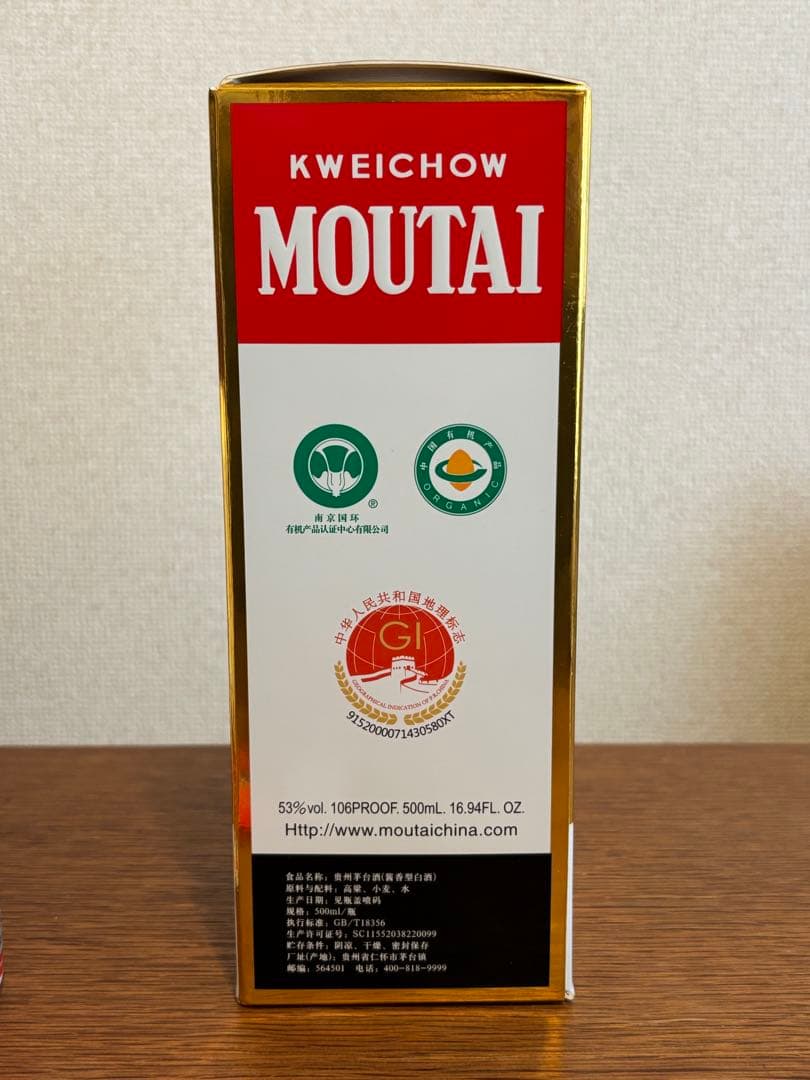 KWEICHOW
MOUTAI
南京国环
有机产品认证中心有限公司
®
中国有机产品
ORGANIC
中华人民共和国地理标志
GI
GEOGRAPHICAL INDICATION OF P.R.CHINA
9152000071430580XT
53%vol. 106PROOF. 500mL. 16.94FL. OZ.
Http://www.moutaichina.com
食品名称：贵州茅台酒(酱香型白酒)
原料与配料：高粱、小麦、水
生产日期：见瓶盖喷码
规格：500ml/瓶
执行标准：GB/T18356
生产许可证号：SC11552038220099
贮存条件：阴凉、干燥、密封保存
厂址(产地)：贵州省仁怀市茅台镇
邮编：564501 电话：400-818-9999